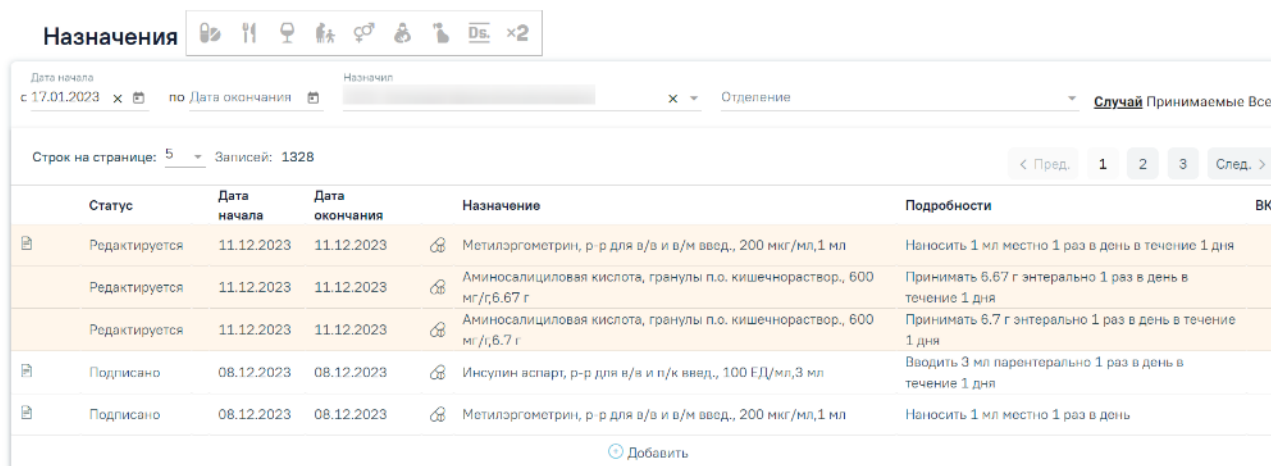 Назначения Ds. ×2
Дата начала Назначил
с 17.01.2023 по Дата окончания Отделение Случай Принимаемые Все
Строк на странице: 5 Записей: 1328
< Пред. 1 2 3 След. >
Статус Дата начала Дата окончания Назначение Подробности ВК
Редактируется 11.12.2023 11.12.2023 Метилэргометрин, р-р для в/в и в/м введ., 200 мкг/мл,1 мл Наносить 1 мл местно 1 раз в день в течение 1 дня
Редактируется 11.12.2023 11.12.2023 Аминосалициловая кислота, гранулы п.о. кишечнораствор., 600 мг/г,6.67 г Принимать 6.67 г энтерально 1 раз в день в течение 1 дня
Редактируется 11.12.2023 11.12.2023 Аминосалициловая кислота, гранулы п.о. кишечнораствор., 600 мг/г,6.7 г Принимать 6.7 г энтерально 1 раз в день в течение 1 дня
Подписано 08.12.2023 08.12.2023 Инсулин аспарт, р-р для в/в и п/к введ., 100 ЕД/мл,3 мл Вводить 3 мл парентерально 1 раз в день в течение 1 дня
Подписано 08.12.2023 08.12.2023 Метилэргометрин, р-р для в/в и в/м введ., 200 мкг/мл,1 мл Наносить 1 мл местно 1 раз в день
Добавить